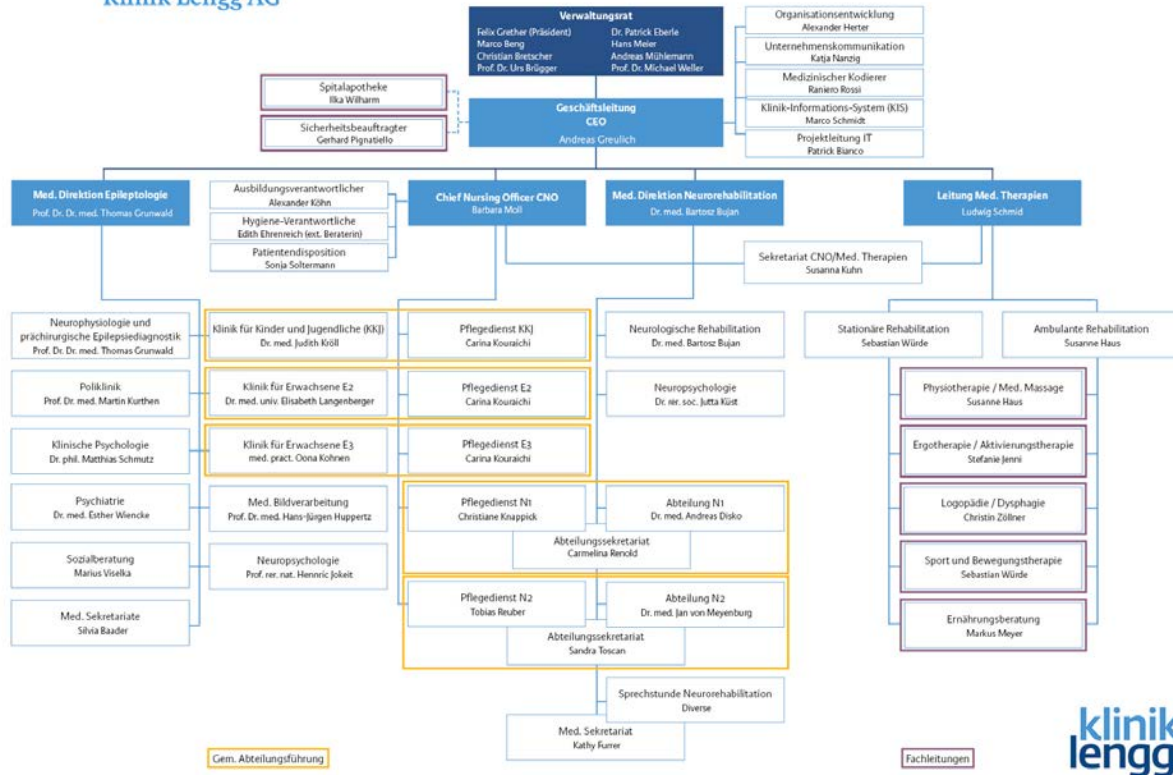 Klinik Lengg AG
Verwaltungsrat
Felix Grether (Präsident)
Marco Beng
Christian Bretscher
Prof. Dr. Urs Brügger
Dr. Patrick Eberle
Hans Meier
Andreas Mühlemann
Prof. Dr. Michael Weller
Organisationsentwicklung
Alexander Herter
Unternehmenskommunikation
Katja Nanzig
Medizinischer Kodierer
Raniero Rossi
Klinik-Informations-System (KIS)
Marco Schmidt
Projektleitung IT
Patrick Bianco
Spitalapotheke
Ilka Wilharm
Sicherheitsbeauftragter
Gerhard Pignatiello
Geschäftsleitung
CEO
Andreas Greulich
Med. Direktion Epileptologie
Prof. Dr. Dr. med. Thomas Grunwald
Ausbildungsverantwortlicher
Alexander Köhn
Hygiene-Verantwortliche
Edith Ehrenreich (ext. Beraterin)
Patientendisposition
Sonja Soltermann
Chief Nursing Officer CNO
Barbara Moll
Med. Direktion Neurorehabilitation
Dr. med. Bartosz Bujan
Leitung Med. Therapien
Ludwig Schmid
Sekretariat CNO/Med. Therapien
Susanna Kuhn
Neurophysiologie und
prächirurgische Epilepsiediagnostik
Prof. Dr. Dr. med. Thomas Grunwald
Klinik für Kinder und Jugendliche (KKJ)
Dr. med. Judith Kröll
Pflegedienst KKJ
Carina Kouraichi
Neurologische Rehabilitation
Dr. med. Bartosz Bujan
Stationäre Rehabilitation
Sebastian Würde
Ambulante Rehabilitation
Susanne Haus
Poliklinik
Prof. Dr. med. Martin Kurthen
Klinik für Erwachsene E2
Dr. med. univ. Elisabeth Langenberger
Pflegedienst E2
Carina Kouraichi
Neuropsychologie
Dr. rer. soc. Jutta Küst
Physiotherapie / Med. Massage
Susanne Haus
Klinische Psychologie
Dr. phil. Matthias Schmutz
Klinik für Erwachsene E3
med. pract. Oona Kohnen
Pflegedienst E3
Carina Kouraichi
Ergotherapie / Aktivierungstherapie
Stefanie Jenni
Psychiatrie
Dr. med. Esther Wiencke
Med. Bildverarbeitung
Prof. Dr. med. Hans-Jürgen Huppertz
Pflegedienst N1
Christiane Knappick
Abteilung N1
Dr. med. Andreas Disko
Abteilungssekretariat
Carmelina Renold
Logopädie / Dysphagie
Christin Zöllner
Sozialberatung
Marius Viselka
Neuropsychologie
Prof. rer. nat. Hennric Jokeit
Sport und Bewegungstherapie
Sebastian Würde
Med. Sekretariate
Silvia Baader
Pflegedienst N2
Tobias Reuber
Abteilung N2
Dr. med. Jan von Meyenburg
Abteilungssekretariat
Sandra Toscan
Ernährungsberatung
Markus Meyer
Sprechstunde Neurorehabilitation
Diverse
Med. Sekretariat
Kathy Furrer
Gem. Abteilungsführung
Fachleitungen
klinik
lengg